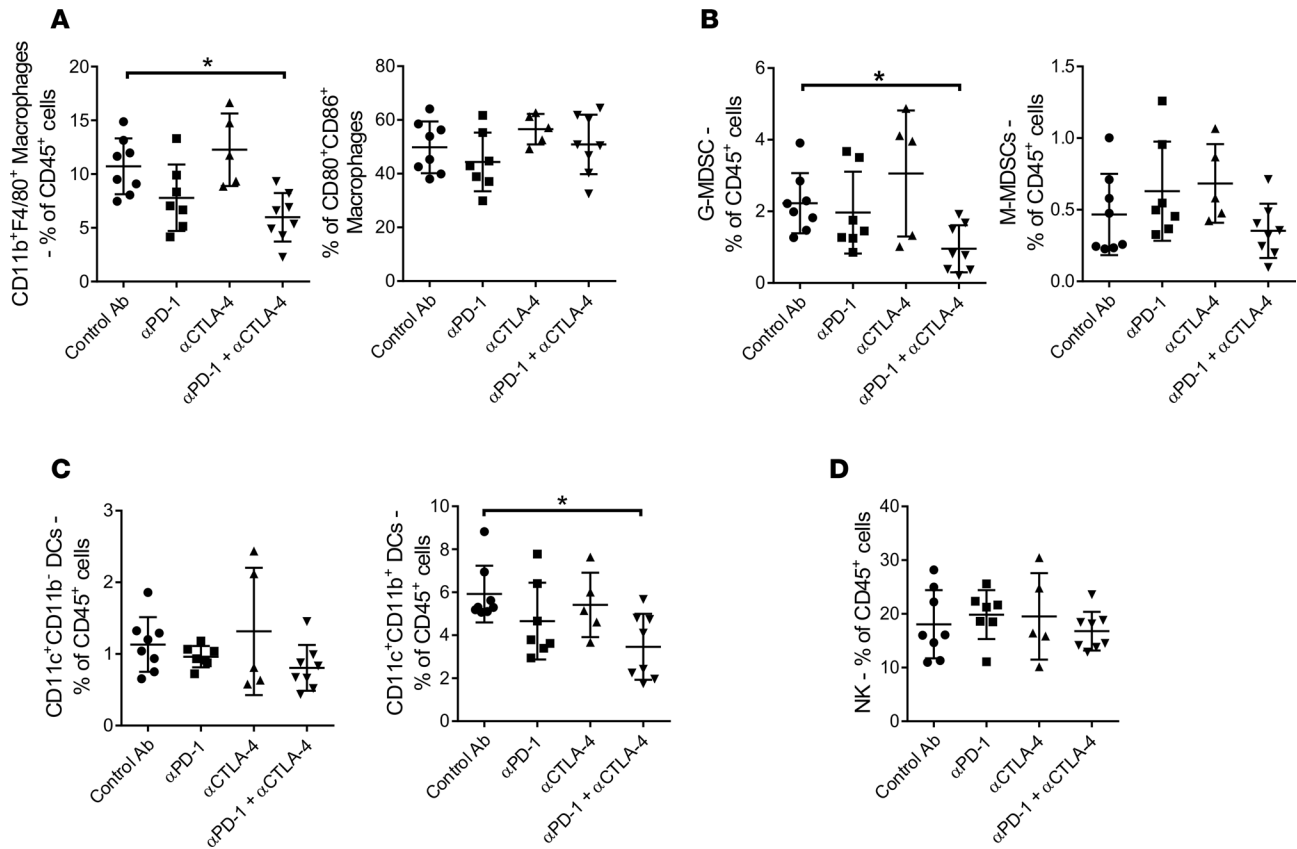 A
CD11b⁺F4/80⁺ Macrophages
- % of CD45⁺ cells
20
15
10
5
0
*
Control Ab
αPD-1
αCTLA-4
αPD-1 + αCTLA-4
% of CD80⁺CD86⁺
Macrophages
80
60
40
20
0
Control Ab
αPD-1
αCTLA-4
αPD-1 + αCTLA-4
B
G-MDSC -
% of CD45⁺ cells
6
4
2
0
*
Control Ab
αPD-1
αCTLA-4
αPD-1 + αCTLA-4
M-MDSCs -
% of CD45⁺ cells
1.5
1.0
0.5
0.0
Control Ab
αPD-1
αCTLA-4
αPD-1 + αCTLA-4
C
CD11c⁺CD11b⁻ DCs -
% of CD45⁺ cells
3
2
1
0
Control Ab
αPD-1
αCTLA-4
αPD-1 + αCTLA-4
CD11c⁺CD11b⁺ DCs -
% of CD45⁺ cells
10
8
6
4
2
0
*
Control Ab
αPD-1
αCTLA-4
αPD-1 + αCTLA-4
D
NK - % of CD45⁺ cells
40
30
20
10
0
Control Ab
αPD-1
αCTLA-4
αPD-1 + αCTLA-4